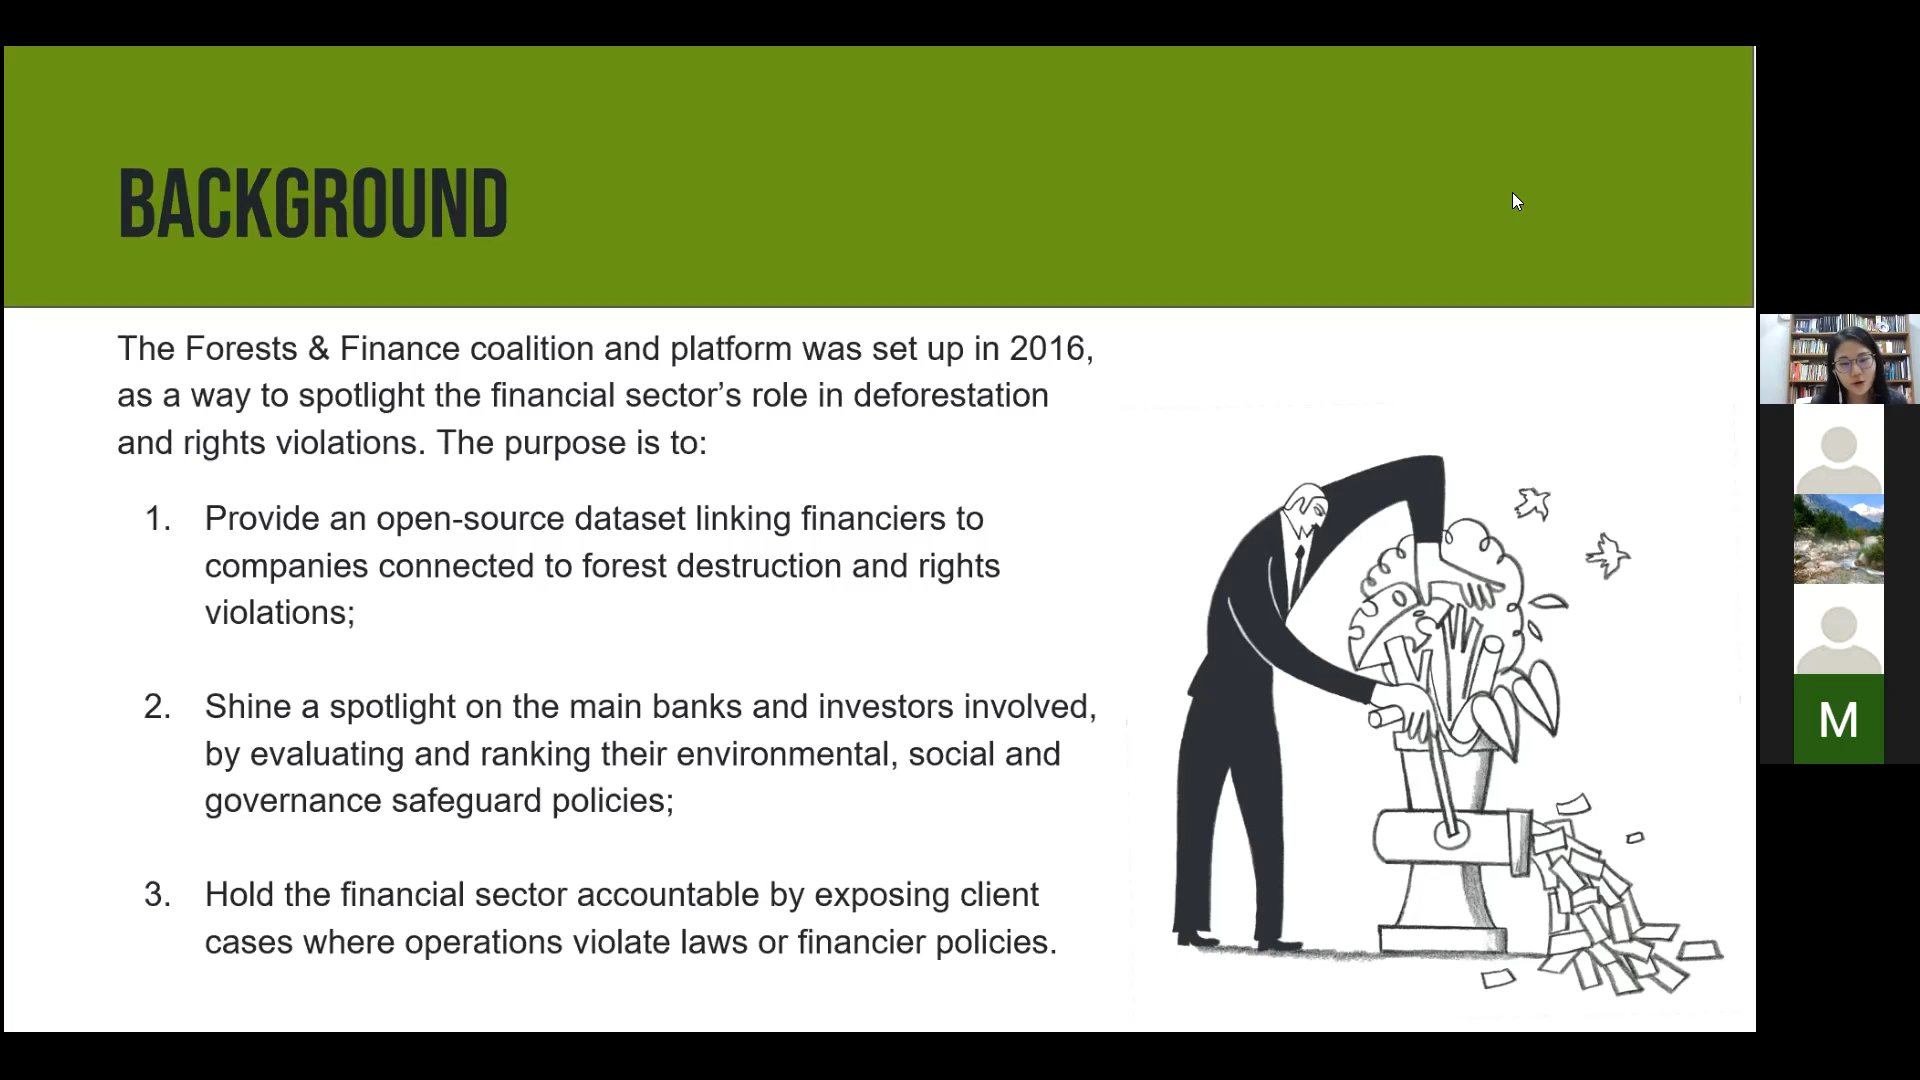 BACKGROUND
The Forests & Finance coalition and platform was set up in 2016,
as a way to spotlight the financial sector’s role in deforestation
and rights violations. The purpose is to:
1. Provide an open-source dataset linking financiers to
companies connected to forest destruction and rights
violations;
2. Shine a spotlight on the main banks and investors involved,
by evaluating and ranking their environmental, social and
governance safeguard policies;
3. Hold the financial sector accountable by exposing client
cases where operations violate laws or financier policies.
M